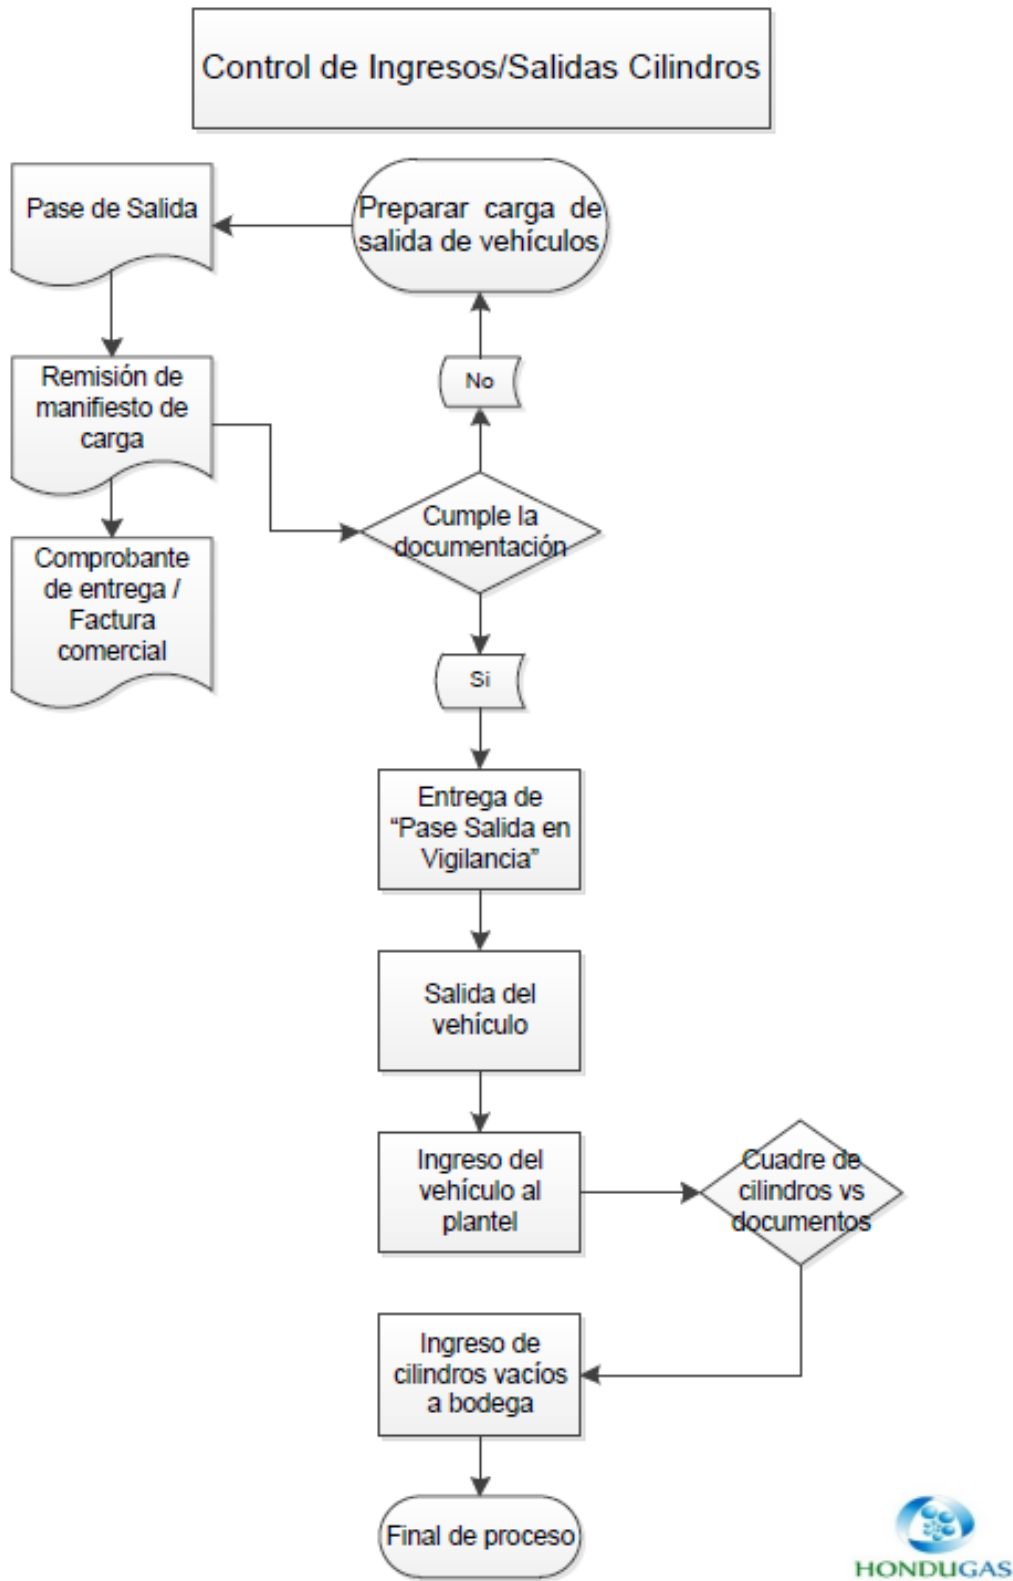 Control de Ingresos/Salidas Cilindros
Pase de Salida
Preparar carga de
salida de vehículos
Remisión de
manifiesto de
carga
No
Cumple la
documentación
Comprobante
de entrega /
Factura
comercial
Si
Entrega de
“Pase Salida en
Vigilancia”
Salida del
vehículo
Ingreso del
vehículo al
plantel
Cuadre de
cilindros vs
documentos
Ingreso de
cilindros vacíos
a bodega
Final de proceso
HONDUGAS